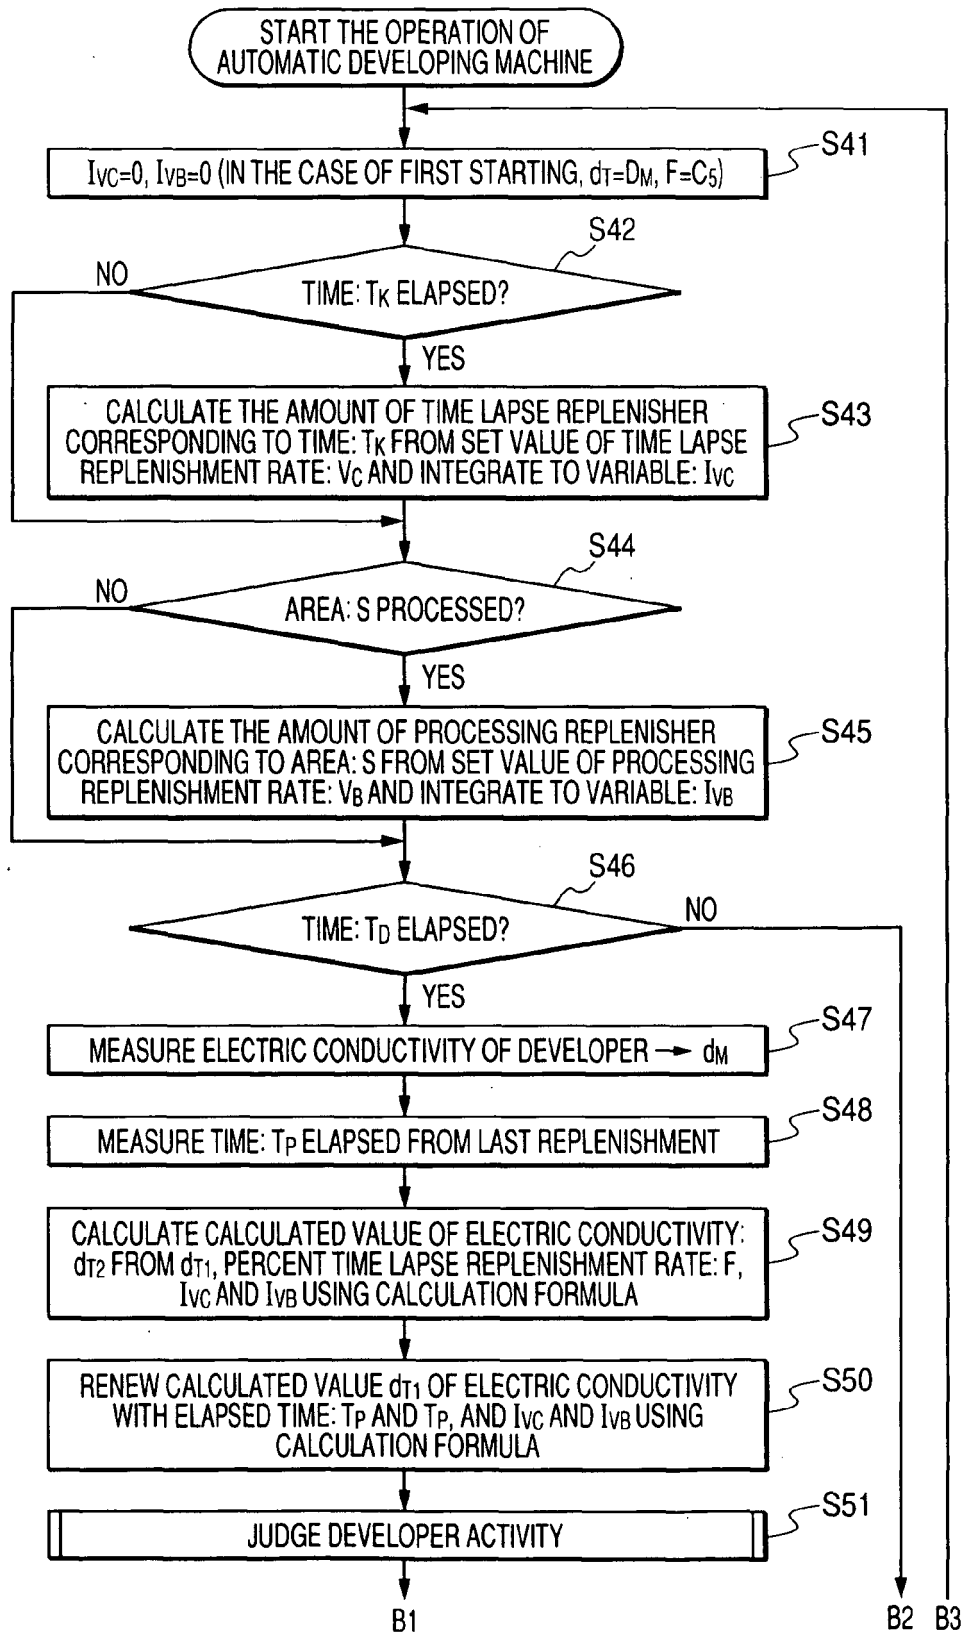 START THE OPERATION OF
AUTOMATIC DEVELOPING MACHINE
S41
IVC=0, IVB=0 (IN THE CASE OF FIRST STARTING, dT=DM, F=C5)
S42
NO
TIME: TK ELAPSED?
YES
S43
CALCULATE THE AMOUNT OF TIME LAPSE REPLENISHER
CORRESPONDING TO TIME: TK FROM SET VALUE OF TIME LAPSE
REPLENISHMENT RATE: VC AND INTEGRATE TO VARIABLE: IVC
S44
NO
AREA: S PROCESSED?
YES
S45
CALCULATE THE AMOUNT OF PROCESSING REPLENISHER
CORRESPONDING TO AREA: S FROM SET VALUE OF PROCESSING
REPLENISHMENT RATE: VB AND INTEGRATE TO VARIABLE: IVB
S46
TIME: TD ELAPSED?
NO
YES
S47
MEASURE ELECTRIC CONDUCTIVITY OF DEVELOPER → dM
S48
MEASURE TIME: TP ELAPSED FROM LAST REPLENISHMENT
S49
CALCULATE CALCULATED VALUE OF ELECTRIC CONDUCTIVITY:
dT2 FROM dT1, PERCENT TIME LAPSE REPLENISHMENT RATE: F,
IVC AND IVB USING CALCULATION FORMULA
S50
RENEW CALCULATED VALUE dT1 OF ELECTRIC CONDUCTIVITY
WITH ELAPSED TIME: TP AND TP, AND IVC AND IVB USING
CALCULATION FORMULA
S51
JUDGE DEVELOPER ACTIVITY
B1
B2
B3